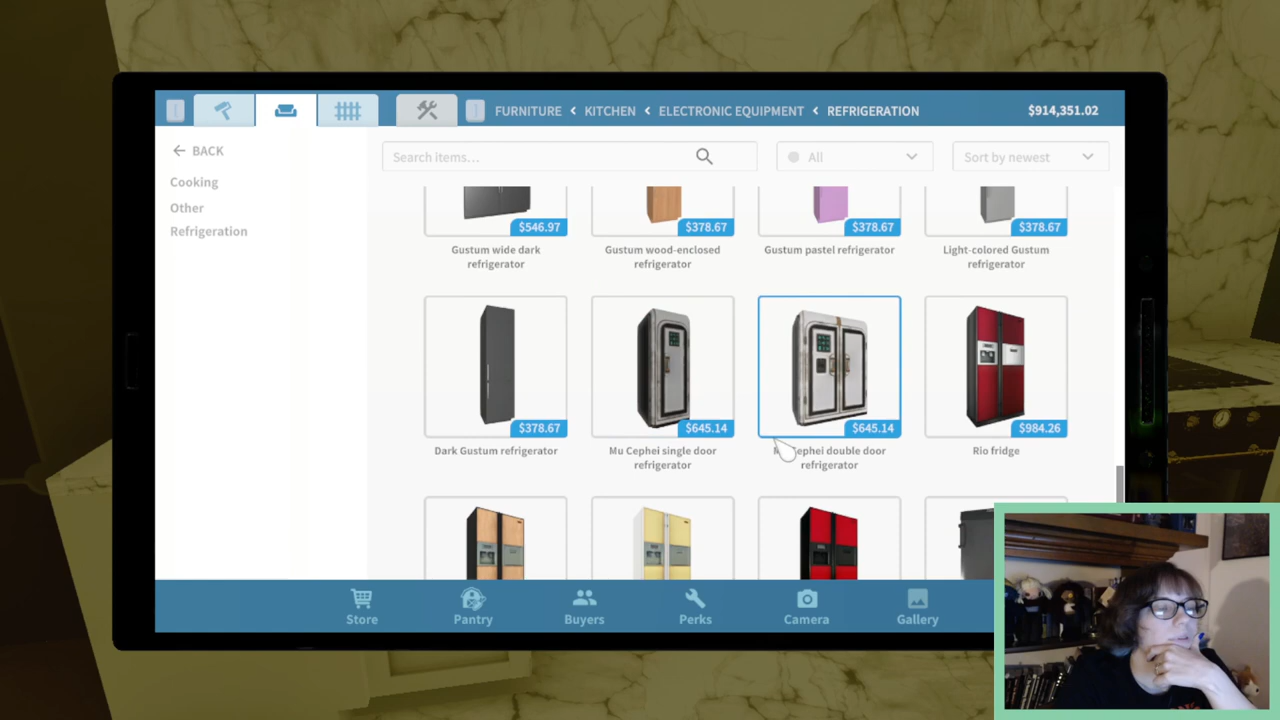 FURNITURE < KITCHEN < ELECTRONIC EQUIPMENT < REFRIGERATION $914,351.02
BACK
Cooking
Other
Refrigeration
Search items...
All
Sort by newest
$546.97
$378.67
$378.67
$378.67
Gustum wide dark
refrigerator
Gustum wood-enclosed
refrigerator
Gustum pastel refrigerator
Light-colored Gustum
refrigerator
$378.67
$645.14
$645.14
$984.26
Dark Gustum refrigerator
Mu Cephei single door
refrigerator
Mu Cephei double door
refrigerator
Rio fridge
Store
Pantry
Buyers
Perks
Camera
Gallery